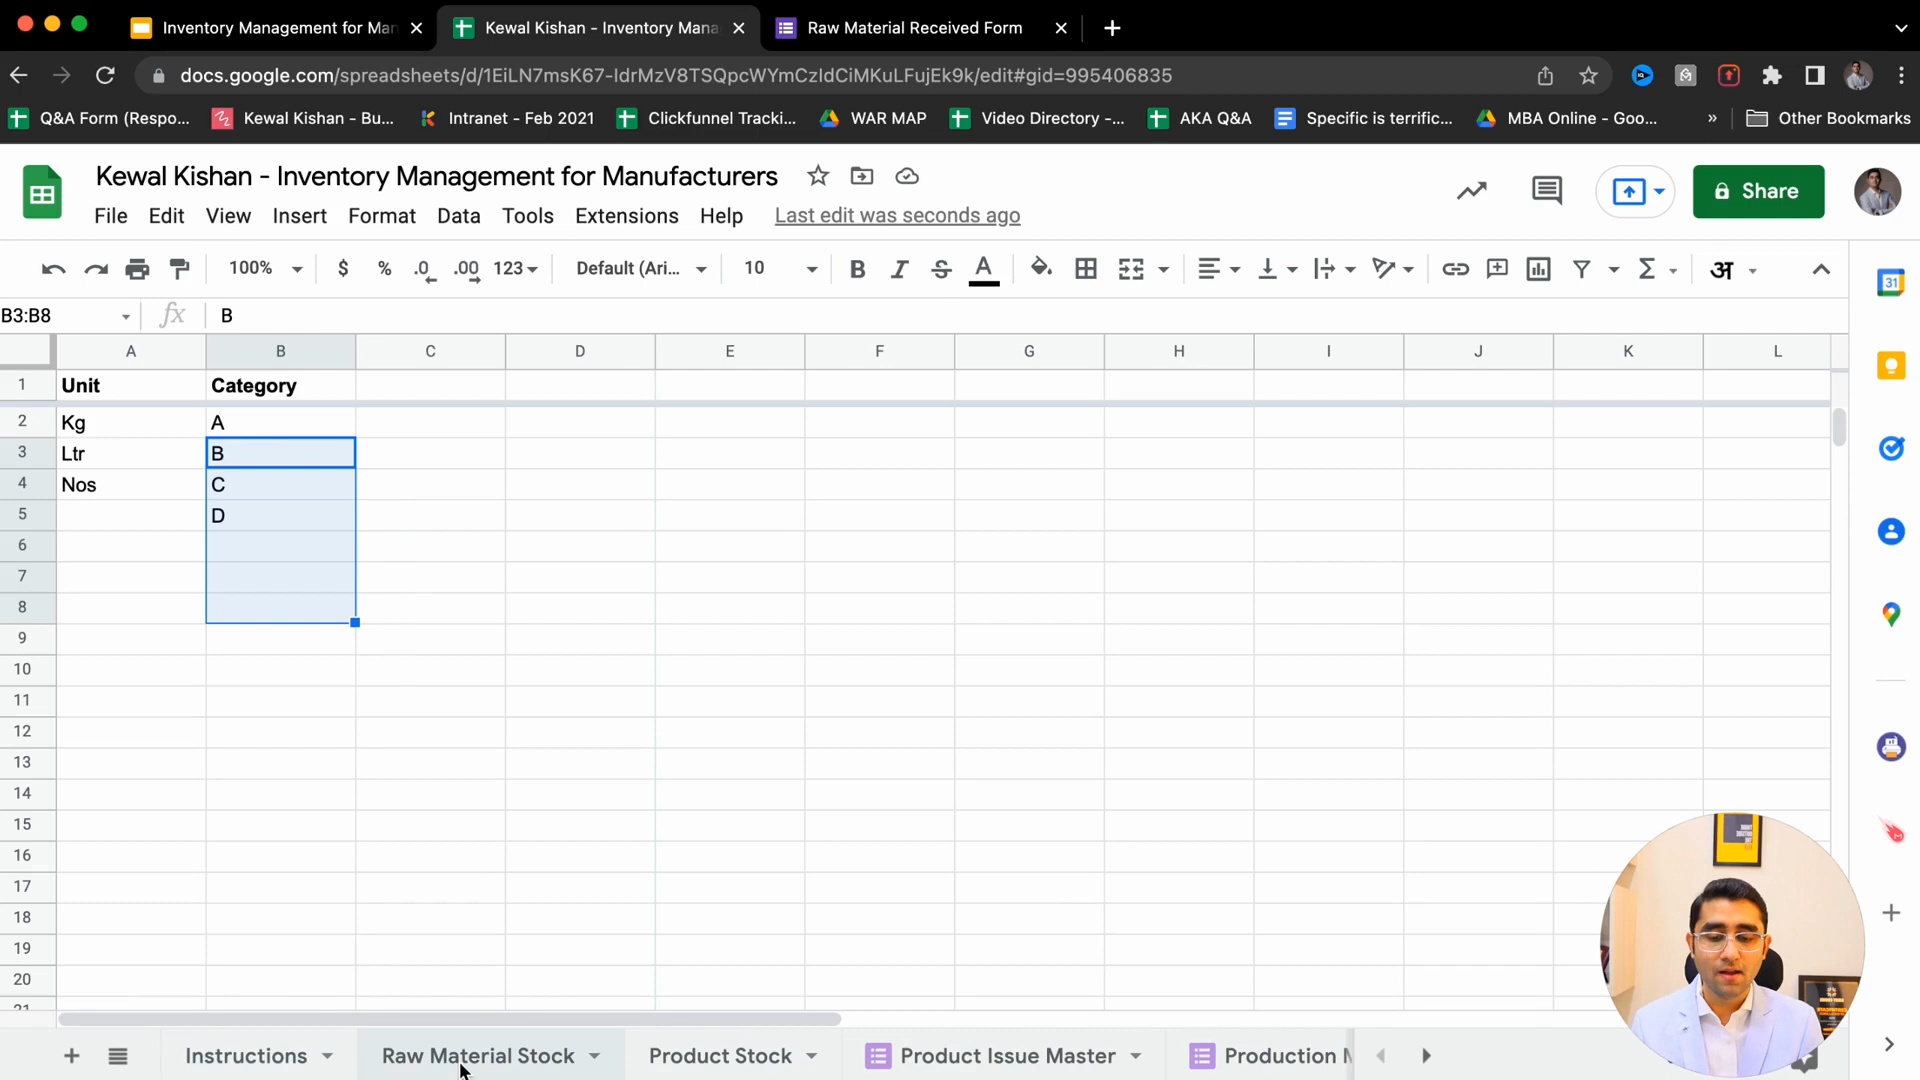 Inventory Management for Man
Kewal Kishan - Inventory Mana
Raw Material Received Form
docs.google.com/spreadsheets/d/1EiLN7msK67-IdrMzV8TSQpcWYmCzIdCiMKuLFujEk9k/edit#gid=995406835
Q&A Form (Respo...
Kewal Kishan - Bu...
Intranet - Feb 2021
Clickfunnel Tracki...
WAR MAP
Video Directory -...
AKA Q&A
Specific is terrific...
MBA Online - Goo...
»
Other Bookmarks
Kewal Kishan - Inventory Management for Manufacturers
File Edit View Insert Format Data Tools Extensions Help Last edit was seconds ago
Share
100% $ % .0 .00 123 Default (Ari... 10 B I S A Σ अ
31
B3:B8 fx B
A B C D E F G H I J K L
1 Unit Category
2 Kg A
3 Ltr B
4 Nos C
5 D
6
7
8
9
10
11
12
13
14
15
16
17
18
19
20
21
Instructions Raw Material Stock Product Stock Product Issue Master Production M